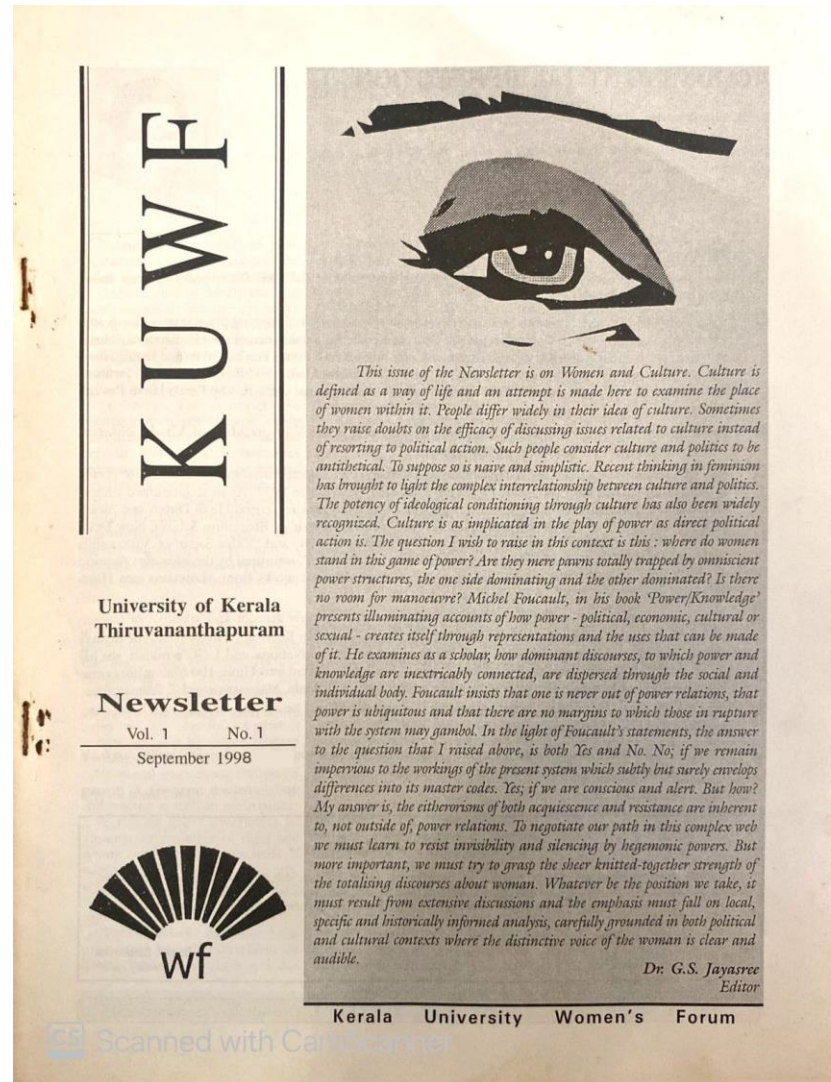 KUWF
University of Kerala
Thiruvananthapuram
Newsletter
Vol. 1 No. 1
September 1998
wf
This issue of the Newsletter is on Women and Culture. Culture is
defined as a way of life and an attempt is made here to examine the place
of women within it. People differ widely in their idea of culture. Sometimes
they raise doubts on the efficacy of discussing issues related to culture instead
of resorting to political action. Such people consider culture and politics to be
antithetical. To suppose so is naive and simplistic. Recent thinking in feminism
has brought to light the complex interrelationship between culture and politics.
The potency of ideological conditioning through culture has also been widely
recognized. Culture is as implicated in the play of power as direct political
action is. The question I wish to raise in this context is this : where do women
stand in this game of power? Are they mere pawns totally trapped by omniscient
power structures, the one side dominating and the other dominated? Is there
no room for manoeuvre? Michel Foucault, in his book 'Power/Knowledge'
presents illuminating accounts of how power - political, economic, cultural or
sexual - creates itself through representations and the uses that can be made
of it. He examines as a scholar, how dominant discourses, to which power and
knowledge are inextricably connected, are dispersed through the social and
individual body. Foucault insists that one is never out of power relations, that
power is ubiquitous and that there are no margins to which those in rupture
with the system may gambol. In the light of Foucault's statements, the answer
to the question that I raised above, is both Yes and No. No; if we remain
impervious to the workings of the present system which subtly but surely envelops
differences into its master codes. Yes; if we are conscious and alert. But how?
My answer is, the eitherorisms of both acquiescence and resistance are inherent
to, not outside of, power relations. To negotiate our path in this complex web
we must learn to resist invisibility and silencing by hegemonic powers. But
more important, we must try to grasp the sheer knitted-together strength of
the totalising discourses about woman. Whatever be the position we take, it
must result from extensive discussions and the emphasis must fall on local,
specific and historically informed analysis, carefully grounded in both political
and cultural contexts where the distinctive voice of the woman is clear and
audible.
Dr. G.S. Jayasree
Editor
Kerala University Women's Forum
CS Scanned with CamScanner